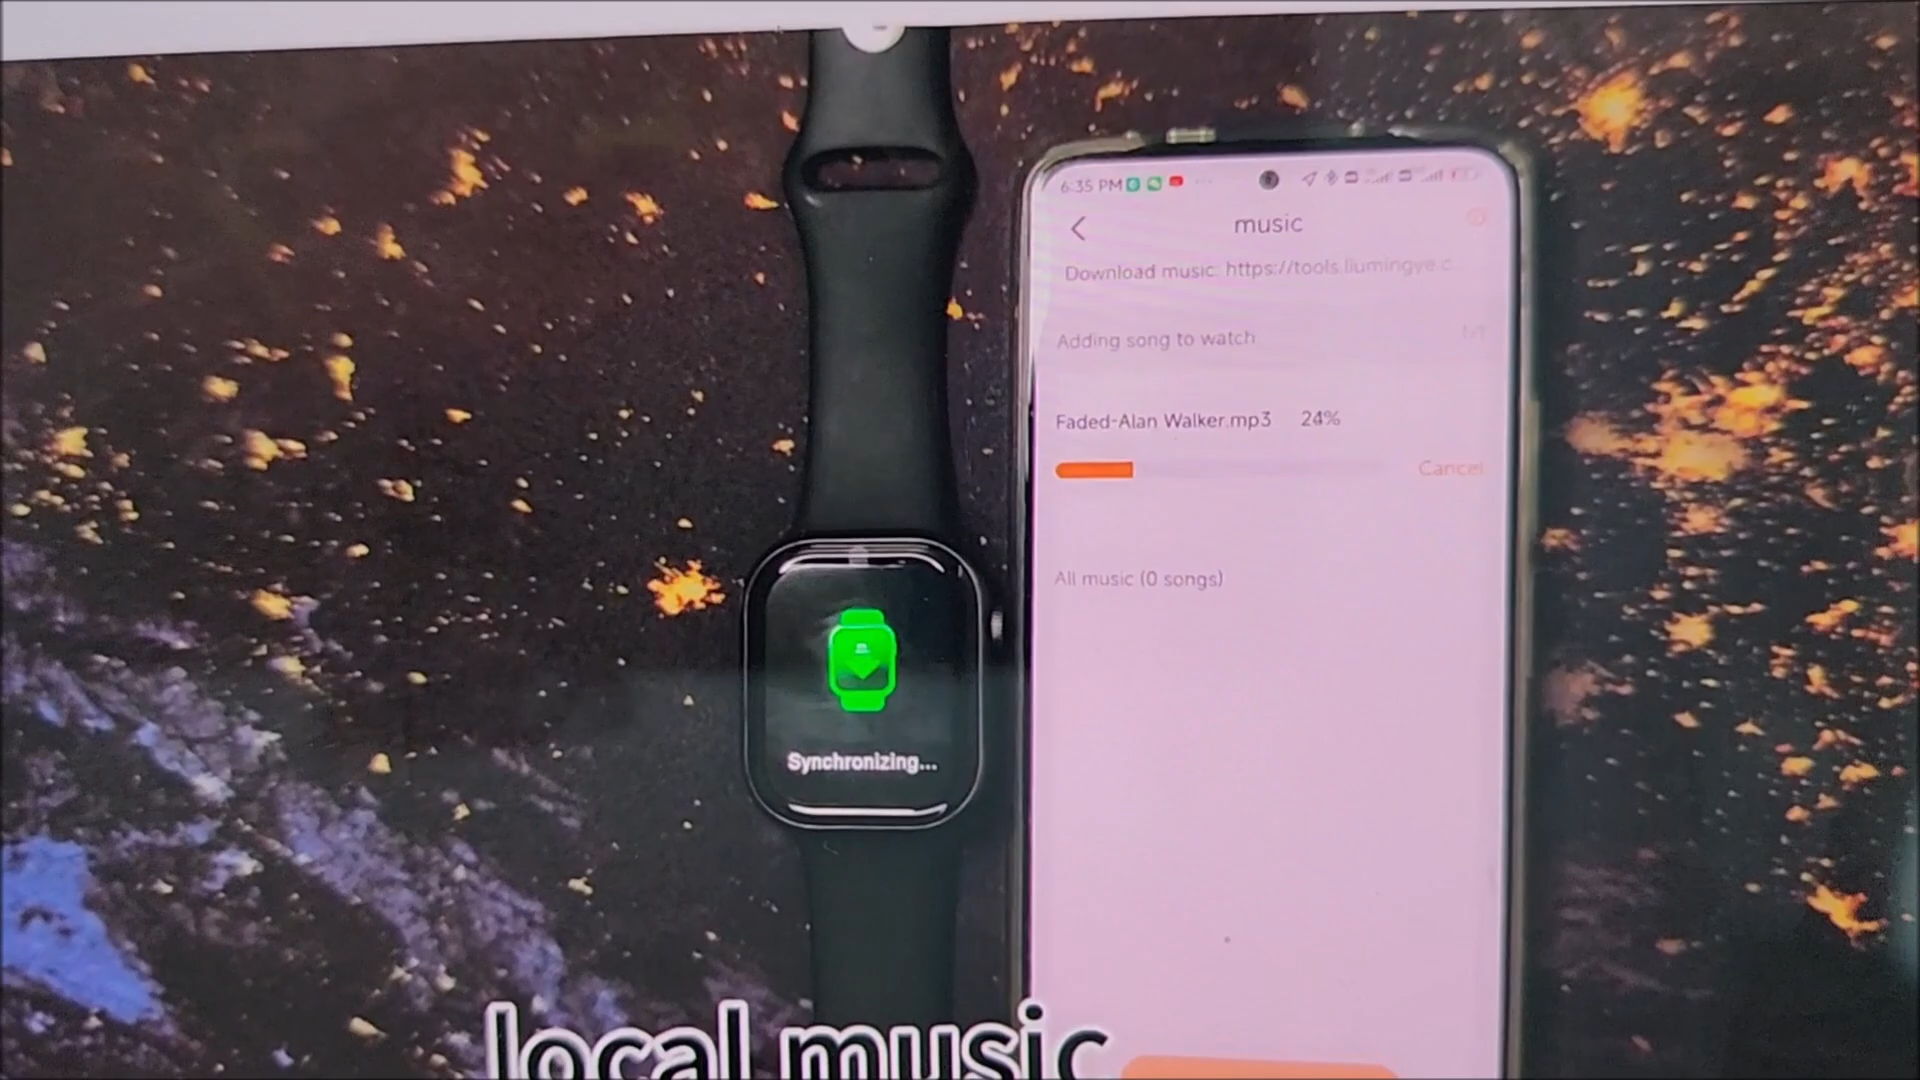 6:35 PM
music
Download music: https://tools.liumingye.c
Adding song to watch
Faded-Alan Walker.mp3 24%
Cancel
All music (0 songs)
Synchronizing...
local music